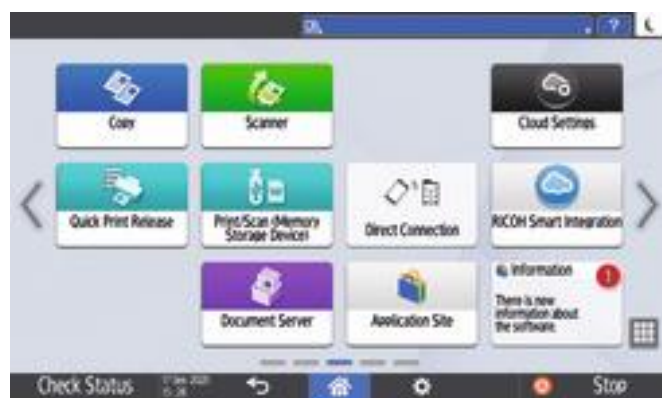 ?
Copy
Scanner
Cloud Settings
Quick Print Release
Print/Scan (Memory
Storage Device)
Direct Connection
RICOH Smart Integration
Document Server
Application Site
Information
!
There is new
information about
the software.
Check Status
Stop